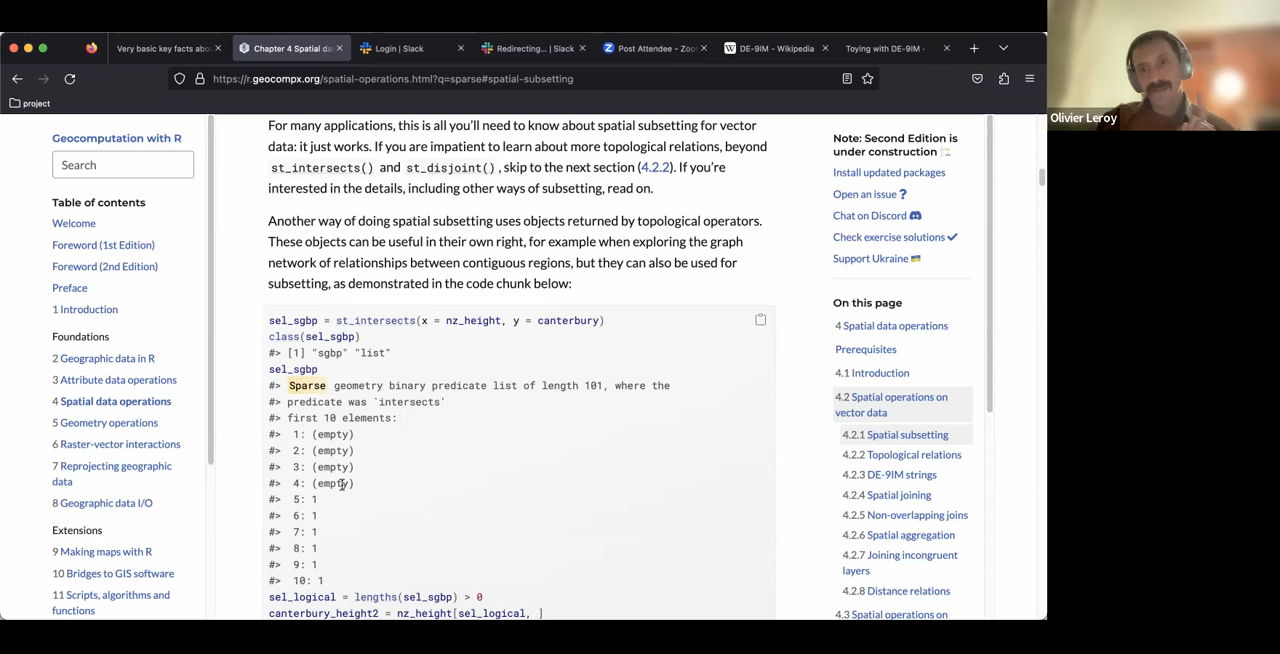 Very basic key facts abou
Chapter 4 Spatial da
Login | Slack
Redirecting... | Slack
Post Attendee - Zoo
DE-9IM - Wikipedia
Toying with DE-9IM -
https://r.geocompx.org/spatial-operations.html?q=sparse#spatial-subsetting
project
Olivier Leroy
Geocomputation with R
Search
Table of contents
Welcome
Foreword (1st Edition)
Foreword (2nd Edition)
Preface
1 Introduction
Foundations
2 Geographic data in R
3 Attribute data operations
4 Spatial data operations
5 Geometry operations
6 Raster-vector interactions
7 Reprojecting geographic
data
8 Geographic data I/O
Extensions
9 Making maps with R
10 Bridges to GIS software
11 Scripts, algorithms and
functions
For many applications, this is all you'll need to know about spatial subsetting for vector
data: it just works. If you are impatient to learn about more topological relations, beyond
st_intersects() and st_disjoint(), skip to the next section (4.2.2). If you're
interested in the details, including other ways of subsetting, read on.
Another way of doing spatial subsetting uses objects returned by topological operators.
These objects can be useful in their own right, for example when exploring the graph
network of relationships between contiguous regions, but they can also be used for
subsetting, as demonstrated in the code chunk below:
sel_sgbp = st_intersects(x = nz_height, y = canterbury)
class(sel_sgbp)
#> [1] "sgbp" "list"
sel_sgbp
#> Sparse geometry binary predicate list of length 101, where the
#> predicate was `intersects'
#> first 10 elements:
#> 1: (empty)
#> 2: (empty)
#> 3: (empty)
#> 4: (empty)
#> 5: 1
#> 6: 1
#> 7: 1
#> 8: 1
#> 9: 1
#> 10: 1
sel_logical = lengths(sel_sgbp) > 0
canterbury_height2 = nz_height[sel_logical, ]
Note: Second Edition is
under construction
Install updated packages
Open an issue ?
Chat on Discord
Check exercise solutions
Support Ukraine
On this page
4 Spatial data operations
Prerequisites
4.1 Introduction
4.2 Spatial operations on
vector data
4.2.1 Spatial subsetting
4.2.2 Topological relations
4.2.3 DE-9IM strings
4.2.4 Spatial joining
4.2.5 Non-overlapping joins
4.2.6 Spatial aggregation
4.2.7 Joining incongruent
layers
4.2.8 Distance relations
4.3 Spatial operations on